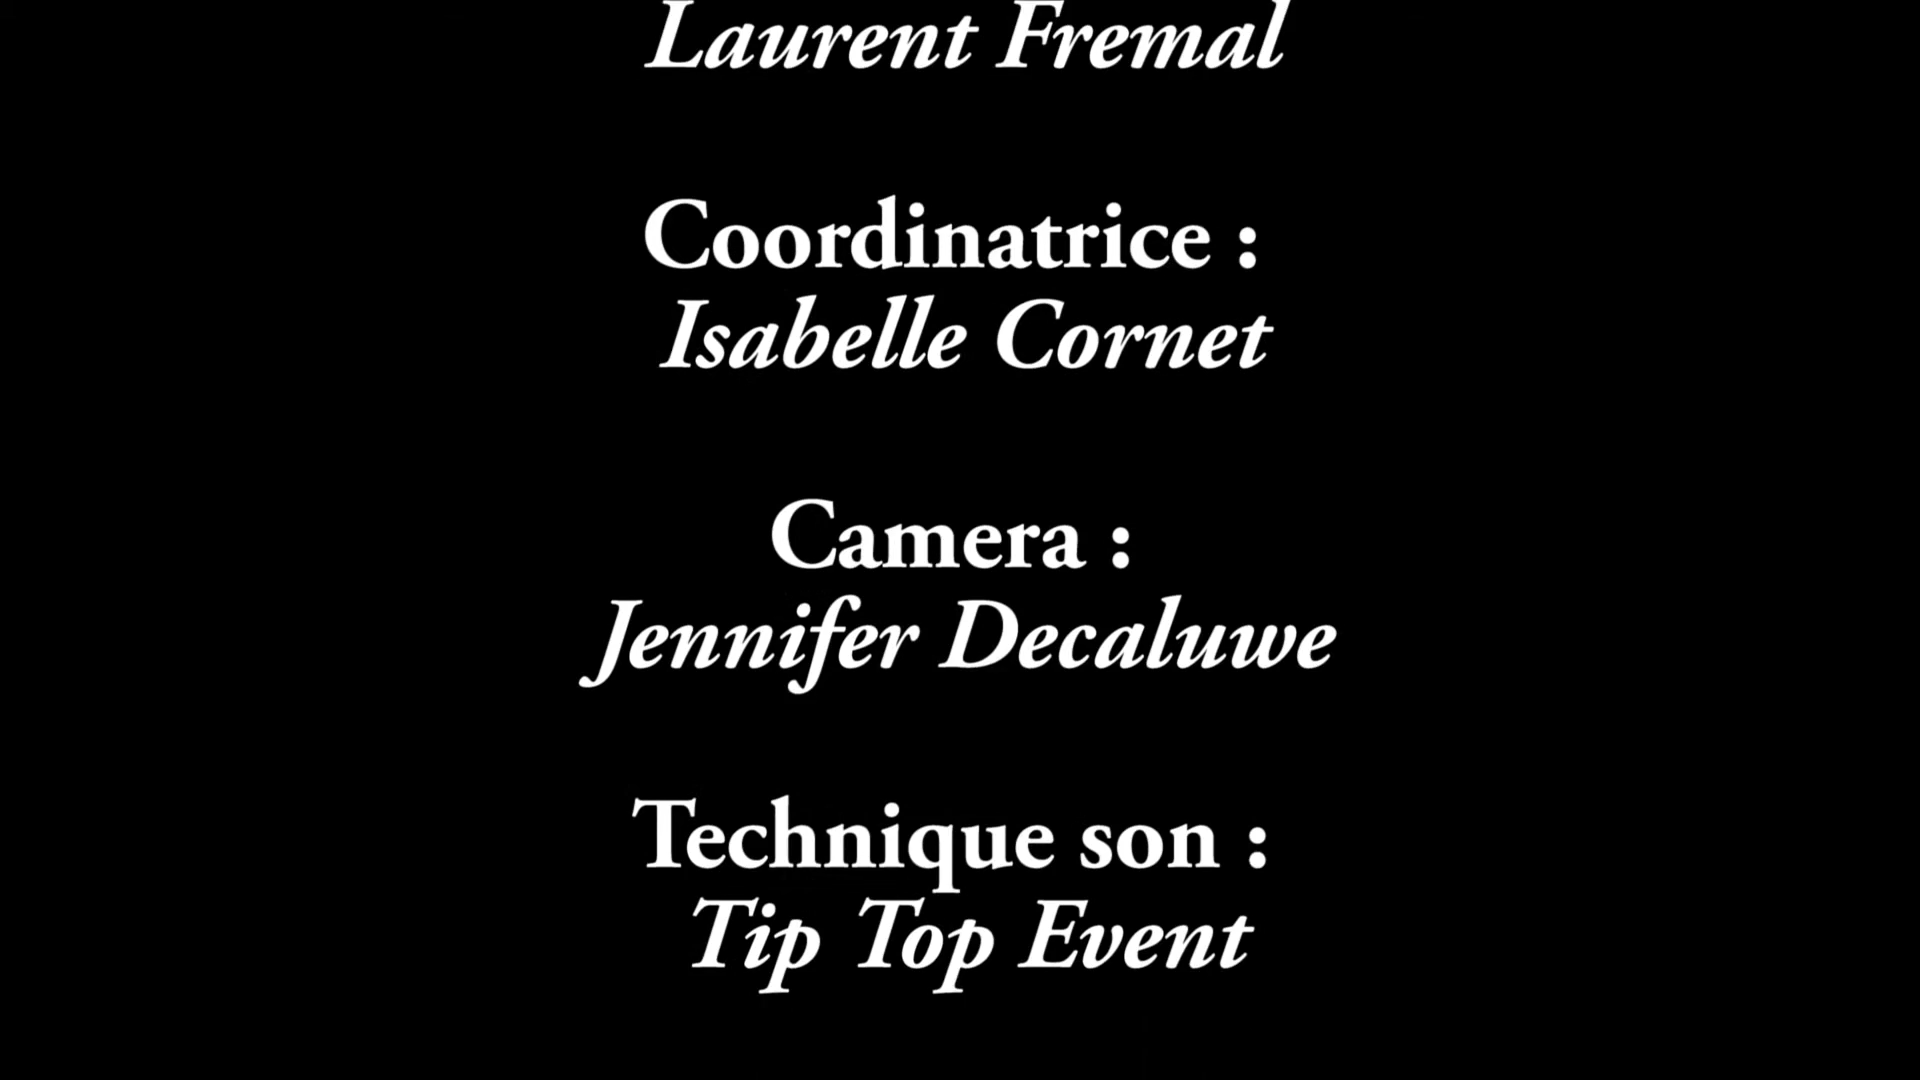 Laurent Fremal
Coordinatrice :
Isabelle Cornet
Camera :
Jennifer Decaluwe
Technique son :
Tip Top Event